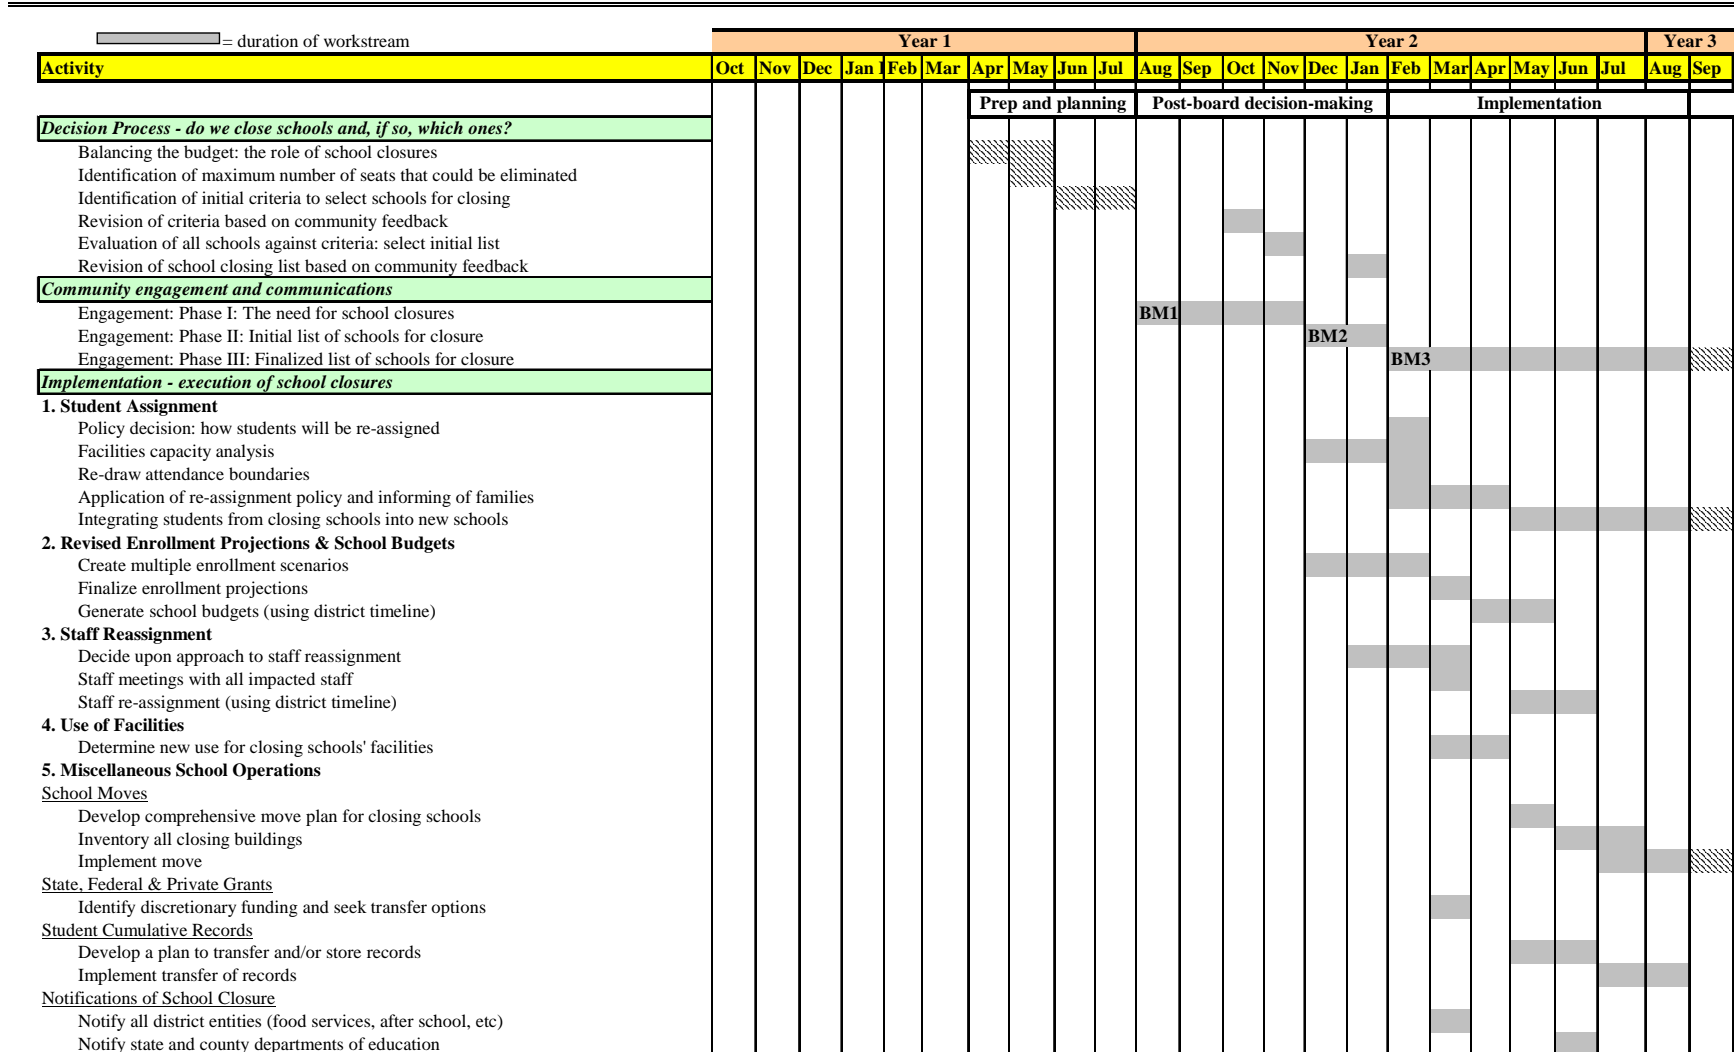 = duration of workstream
Year 1 Year 2 Year 3
Activity Oct Nov Dec Jan Feb Mar Apr May Jun Jul Aug Sep Oct Nov Dec Jan Feb Mar Apr May Jun Jul Aug Sep
Prep and planning Post-board decision-making Implementation
Decision Process - do we close schools and, if so, which ones?
Balancing the budget: the role of school closures
Identification of maximum number of seats that could be eliminated
Identification of initial criteria to select schools for closing
Revision of criteria based on community feedback
Evaluation of all schools against criteria: select initial list
Revision of school closing list based on community feedback
Community engagement and communications
Engagement: Phase I: The need for school closures BM1
Engagement: Phase II: Initial list of schools for closure BM2
Engagement: Phase III: Finalized list of schools for closure BM3
Implementation - execution of school closures
1. Student Assignment
Policy decision: how students will be re-assigned
Facilities capacity analysis
Re-draw attendance boundaries
Application of re-assignment policy and informing of families
Integrating students from closing schools into new schools
2. Revised Enrollment Projections & School Budgets
Create multiple enrollment scenarios
Finalize enrollment projections
Generate school budgets (using district timeline)
3. Staff Reassignment
Decide upon approach to staff reassignment
Staff meetings with all impacted staff
Staff re-assignment (using district timeline)
4. Use of Facilities
Determine new use for closing schools' facilities
5. Miscellaneous School Operations
School Moves
Develop comprehensive move plan for closing schools
Inventory all closing buildings
Implement move
State, Federal & Private Grants
Identify discretionary funding and seek transfer options
Student Cumulative Records
Develop a plan to transfer and/or store records
Implement transfer of records
Notifications of School Closure
Notify all district entities (food services, after school, etc)
Notify state and county departments of education